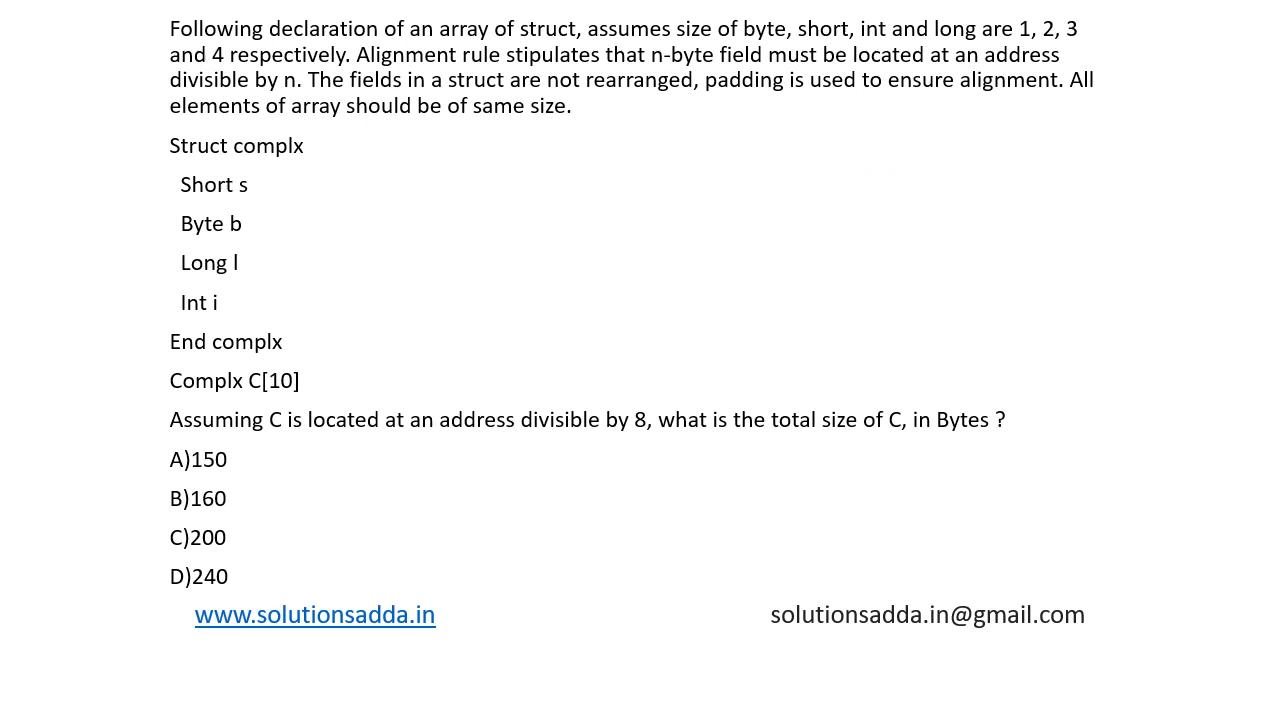 Following declaration of an array of struct, assumes size of byte, short, int and long are 1, 2, 3
and 4 respectively. Alignment rule stipulates that n-byte field must be located at an address
divisible by n. The fields in a struct are not rearranged, padding is used to ensure alignment. All
elements of array should be of same size.
Struct complx
Short s
Byte b
Long l
Int i
End complx
Complx C[10]
Assuming C is located at an address divisible by 8, what is the total size of C, in Bytes ?
A)150
B)160
C)200
D)240
www.solutionsadda.in solutionsadda.in@gmail.com